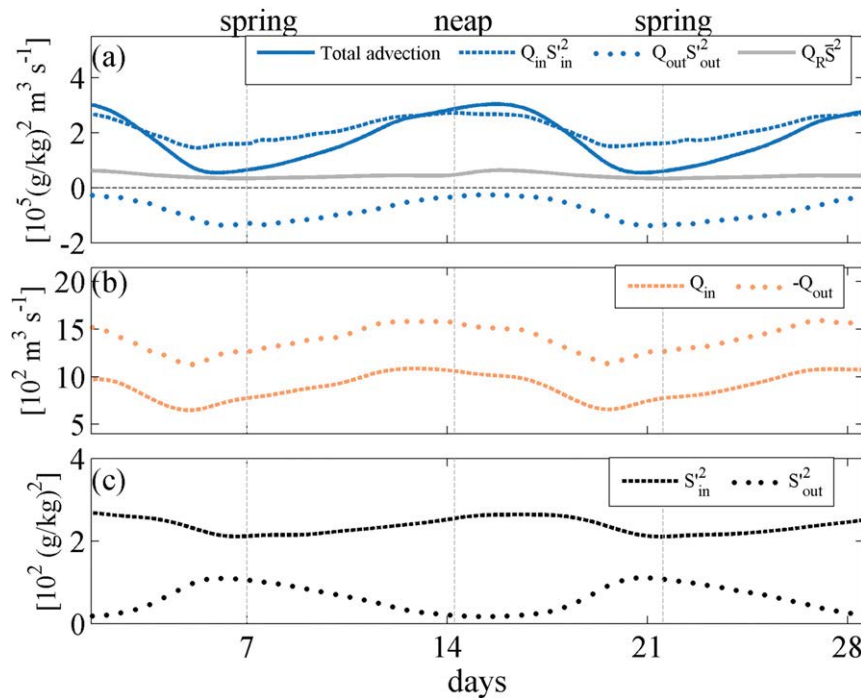 spring neap spring
(a) Total advection Q_in S'^2_in Q_out S'^2_out Q_R S̅^2
[10^5(g/kg)^2 m^3 s^-1]
4
2
0
-2
(b) Q_in -Q_out
[10^2 m^3 s^-1]
20
15
10
5
(c) S'^2_in S'^2_out
[10^2 (g/kg)^2]
4
2
0
7 14 21 28
days